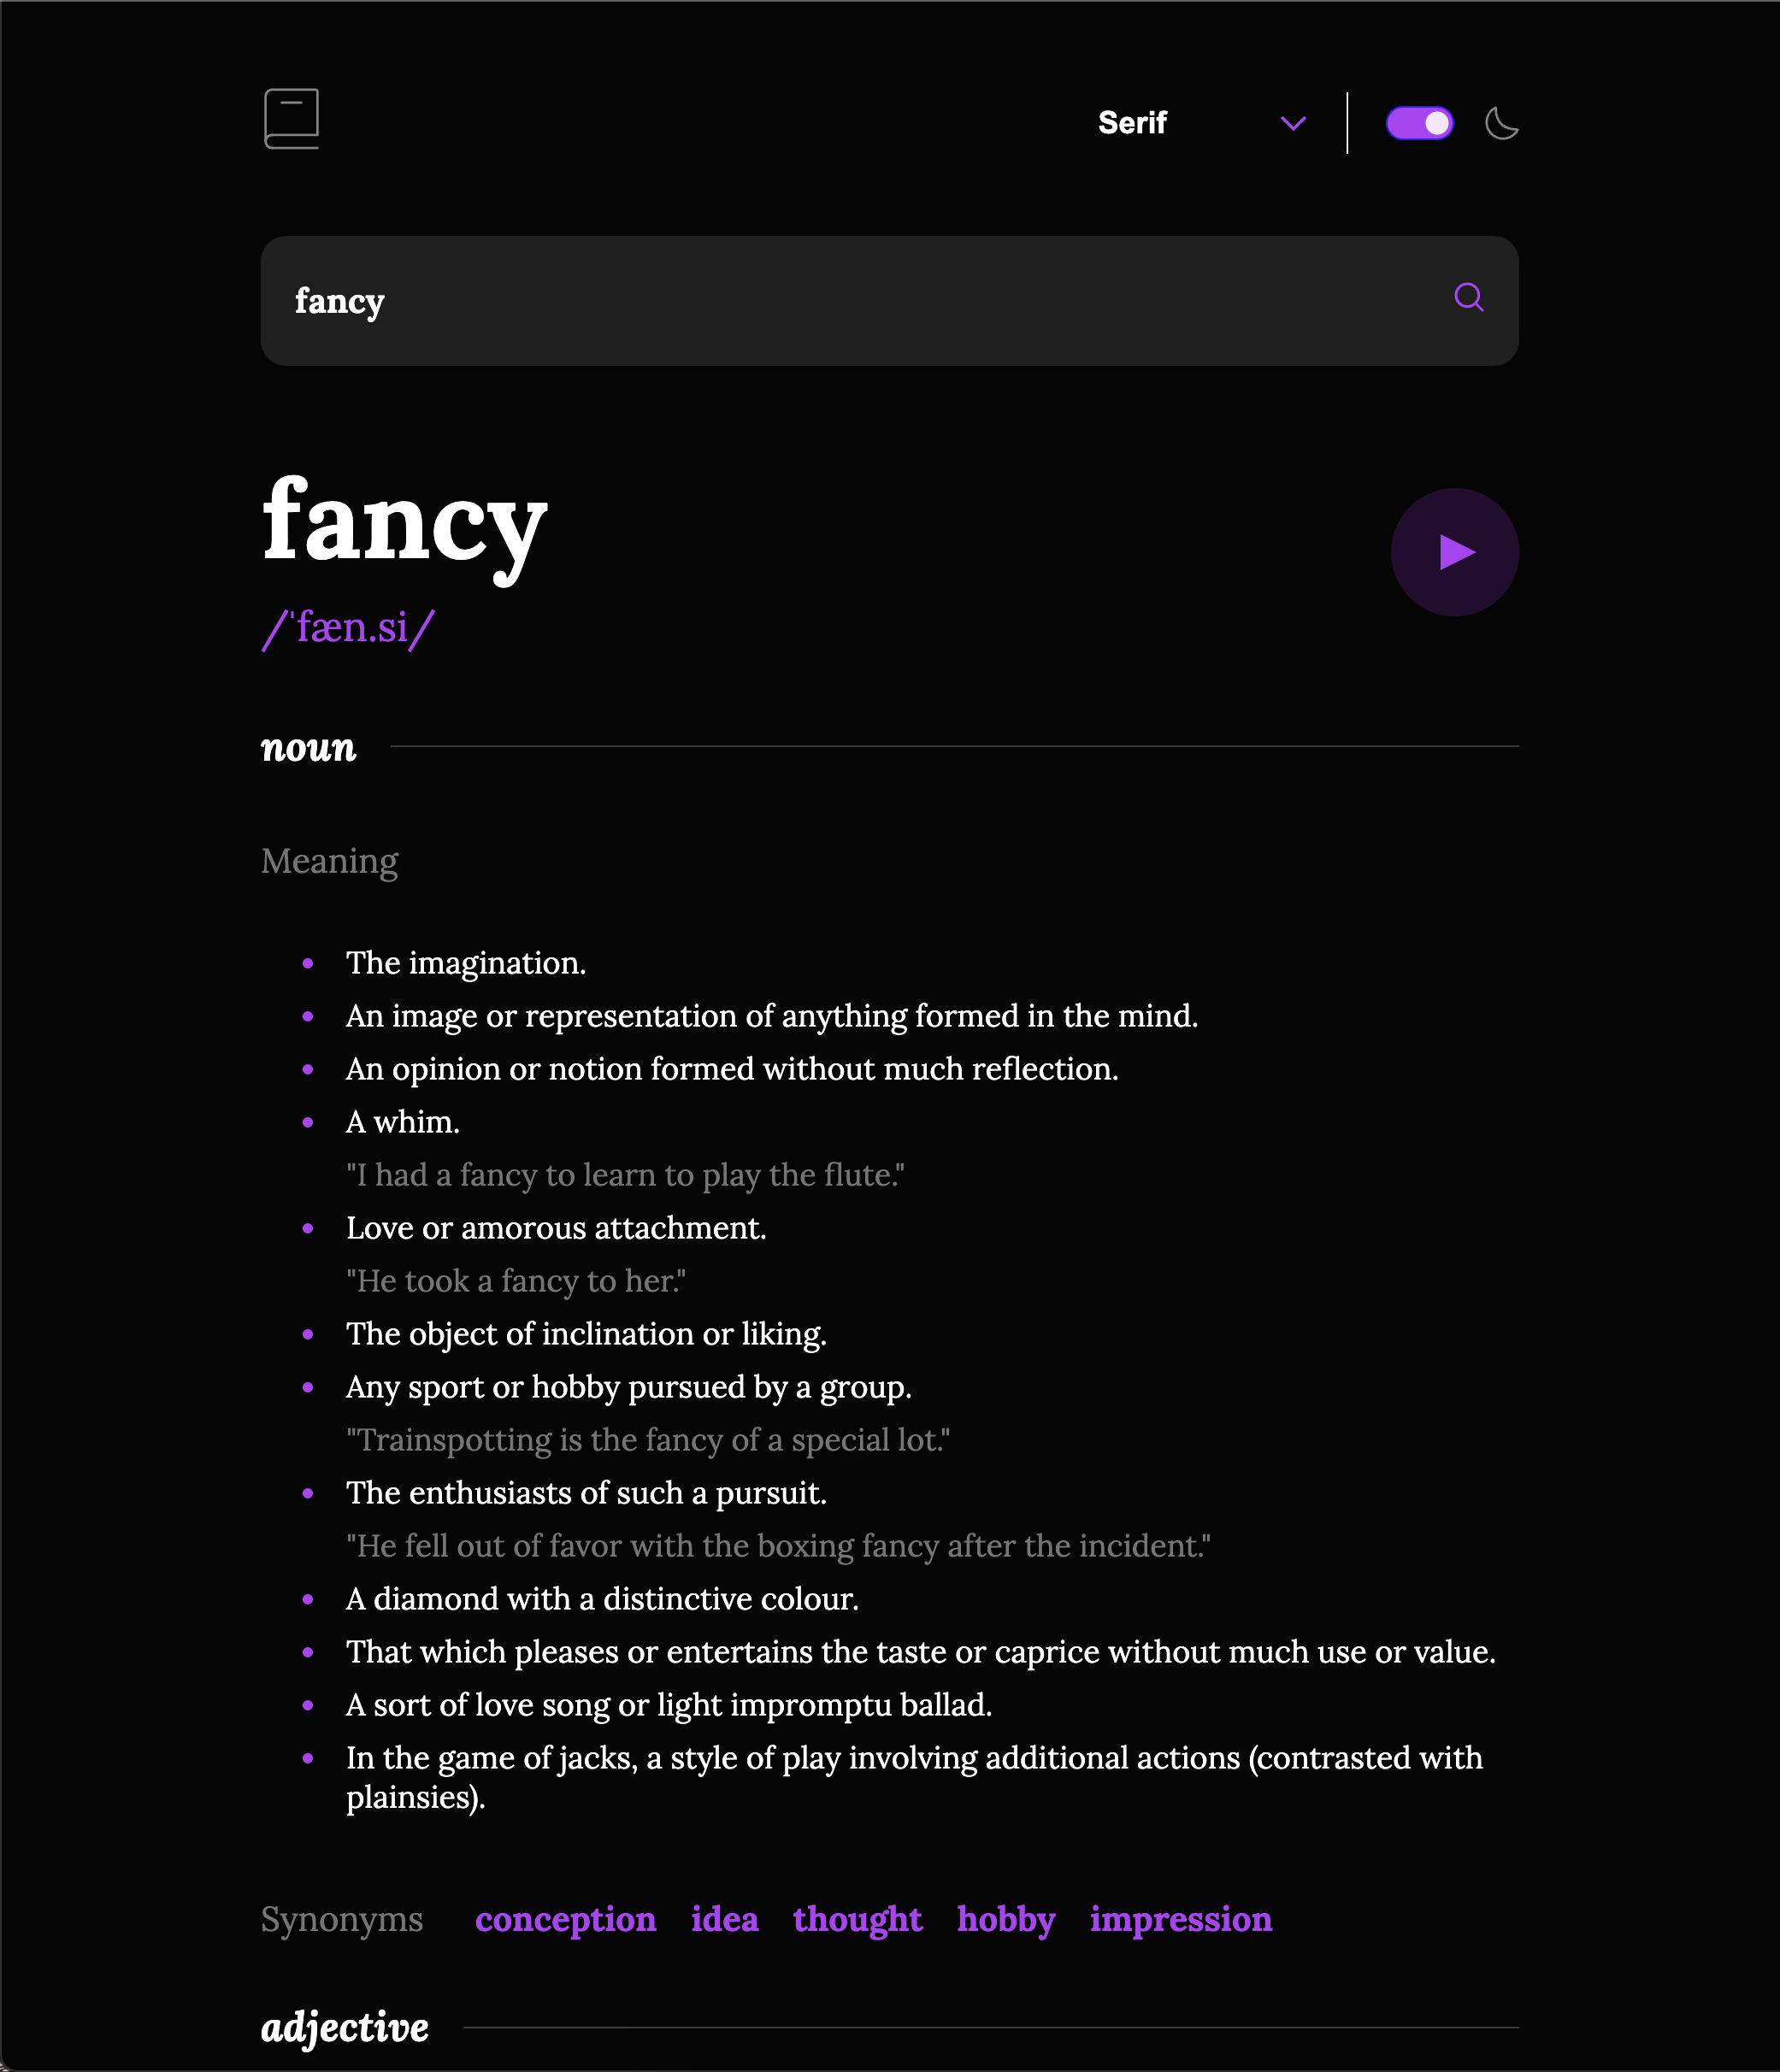 Serif
fancy
fancy
/ˈfæn.si/
noun
Meaning
The imagination.
An image or representation of anything formed in the mind.
An opinion or notion formed without much reflection.
A whim.
"I had a fancy to learn to play the flute."
Love or amorous attachment.
"He took a fancy to her."
The object of inclination or liking.
Any sport or hobby pursued by a group.
"Trainspotting is the fancy of a special lot."
The enthusiasts of such a pursuit.
"He fell out of favor with the boxing fancy after the incident."
A diamond with a distinctive colour.
That which pleases or entertains the taste or caprice without much use or value.
A sort of love song or light impromptu ballad.
In the game of jacks, a style of play involving additional actions (contrasted with
plainsies).
Synonyms conception idea thought hobby impression
adjective